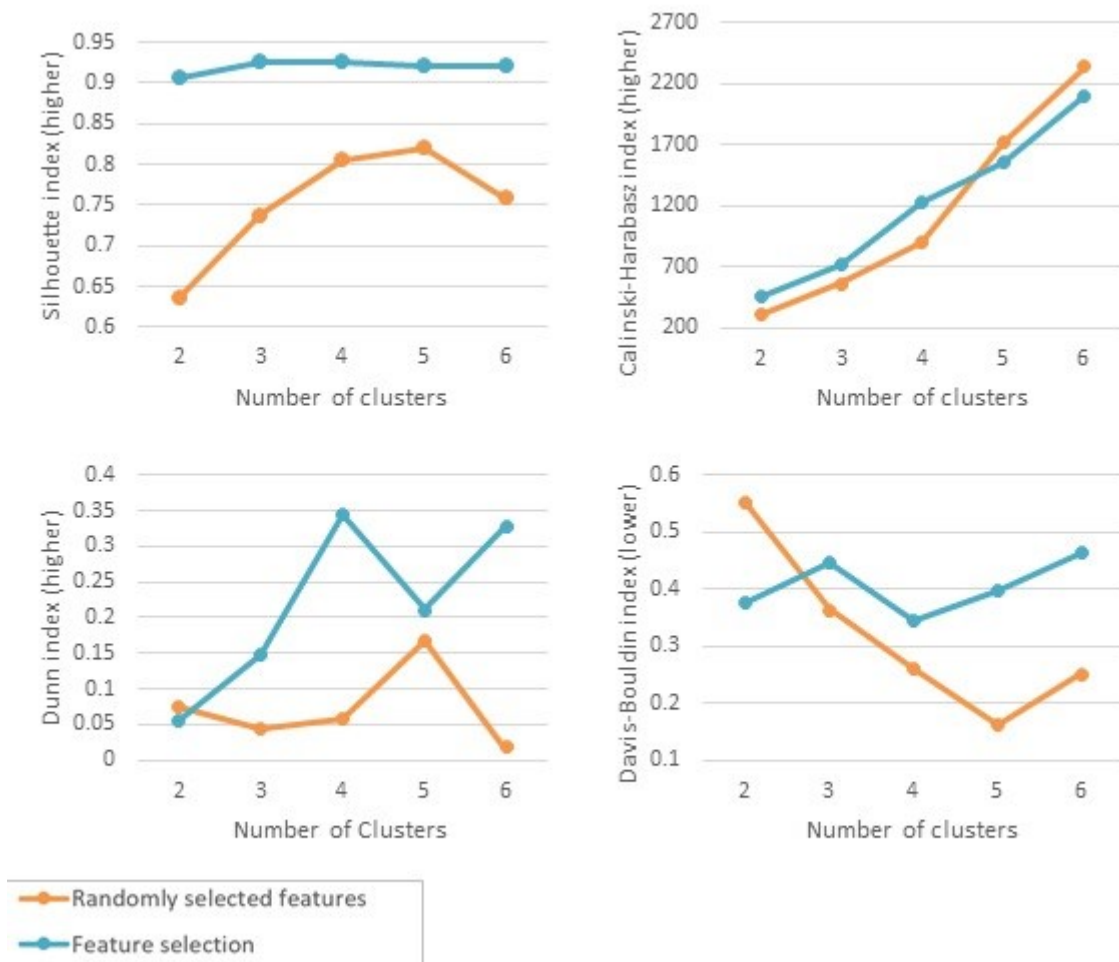 Silhouette index (higher)
0.95
0.9
0.85
0.8
0.75
0.7
0.65
0.6
2 3 4 5 6
Number of clusters
Calinski-Harabasz index (higher)
2700
2200
1700
1200
700
200
2 3 4 5 6
Number of clusters
Dunn index (higher)
0.4
0.35
0.3
0.25
0.2
0.15
0.1
0.05
0
2 3 4 5 6
Number of Clusters
Davis-Bouldin index (lower)
0.6
0.5
0.4
0.3
0.2
0.1
2 3 4 5 6
Number of clusters
Randomly selected features
Feature selection